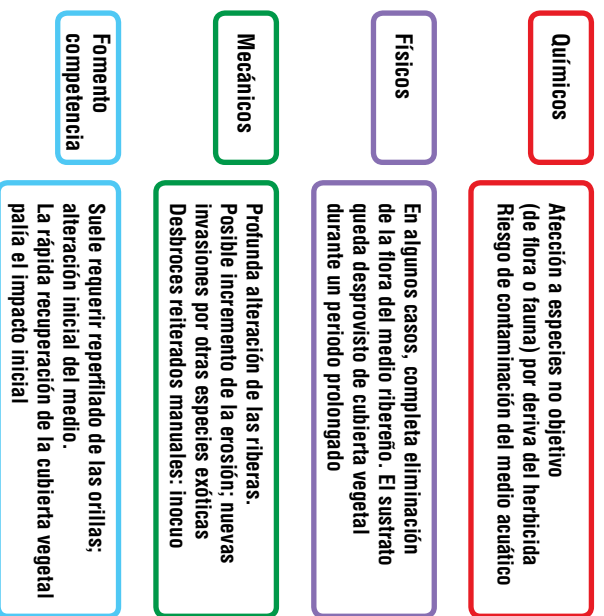 Químicos
Afección a especies no objetivo
(de flora o fauna) por deriva del herbicida
Riesgo de contaminación del medio acuático
Físicos
En algunos casos, completa eliminación
de la flora del medio ribereño. El sustrato
queda desprovisto de cubierta vegetal
durante un periodo prolongado
Mecánicos
Profunda alteración de las riberas.
Posible incremento de la erosión; nuevas
invasiones por otras especies exóticas
Desbroces reiterados manuales: inocuo
Fomento
competencia
Suele requerir reperfilado de las orillas;
alteración inicial del medio.
La rápida recuperación de la cubierta vegetal
palía el impacto inicial